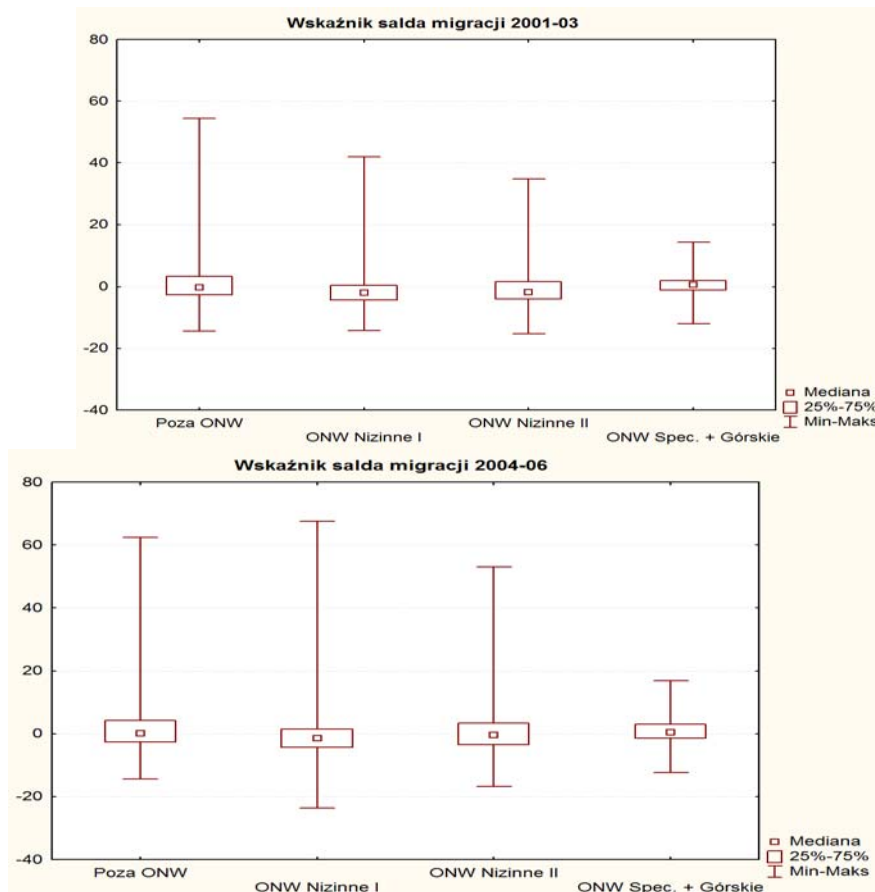 Wskaźnik salda migracji 2001-03
80
60
40
20
0
-20
-40
Poza ONW
ONW Nizinne I
ONW Nizinne II
ONW Spec. + Górskie
Mediana
25%-75%
Min-Maks
Wskaźnik salda migracji 2004-06
80
60
40
20
0
-20
-40
Poza ONW
ONW Nizinne I
ONW Nizinne II
ONW Spec. + Górskie
Mediana
25%-75%
Min-Maks